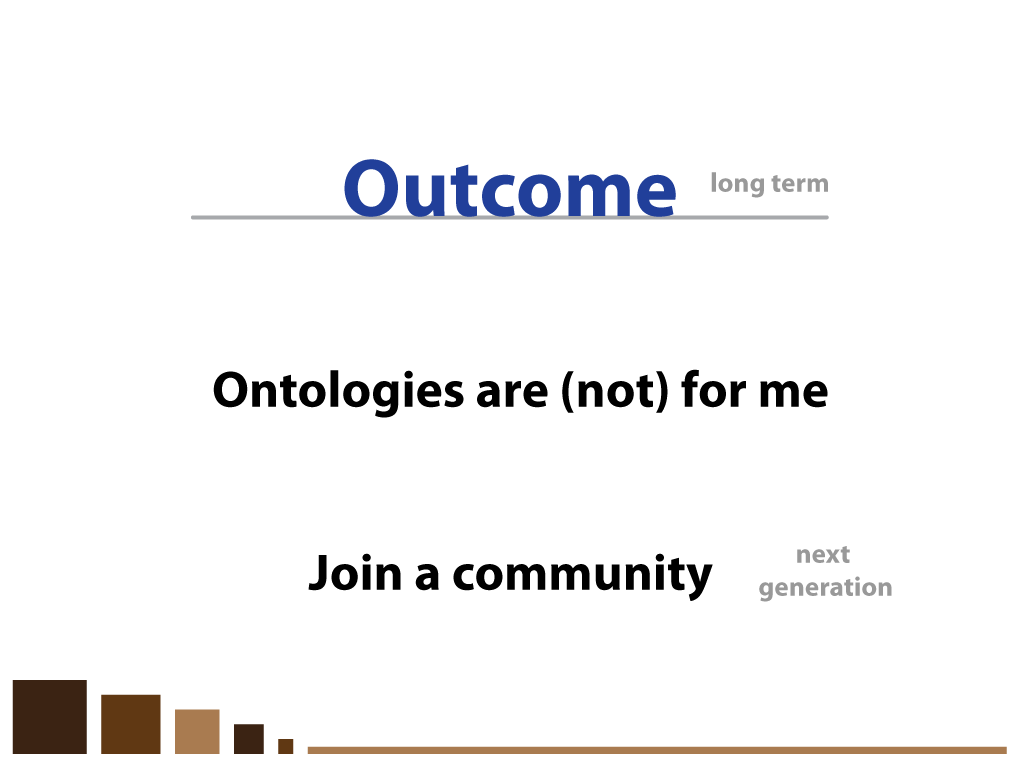 Outcome long term
Ontologies are (not) for me
Join a community
next
generation